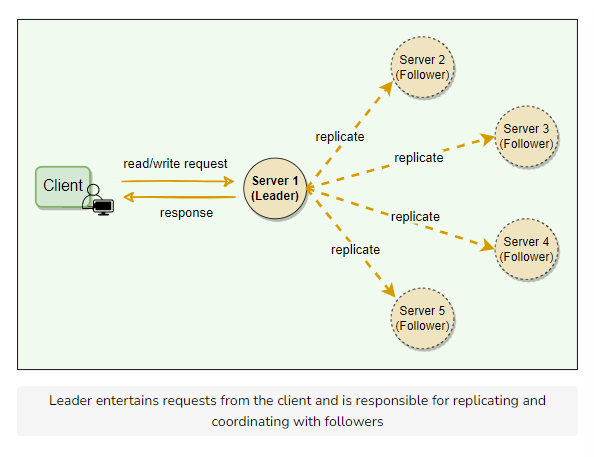 Server 2
(Follower)
Server 3
(Follower)
replicate
replicate
read/write request
Client
Server 1
(Leader)
response
replicate
replicate
Server 4
(Follower)
Server 5
(Follower)
Leader entertains requests from the client and is responsible for replicating and
coordinating with followers